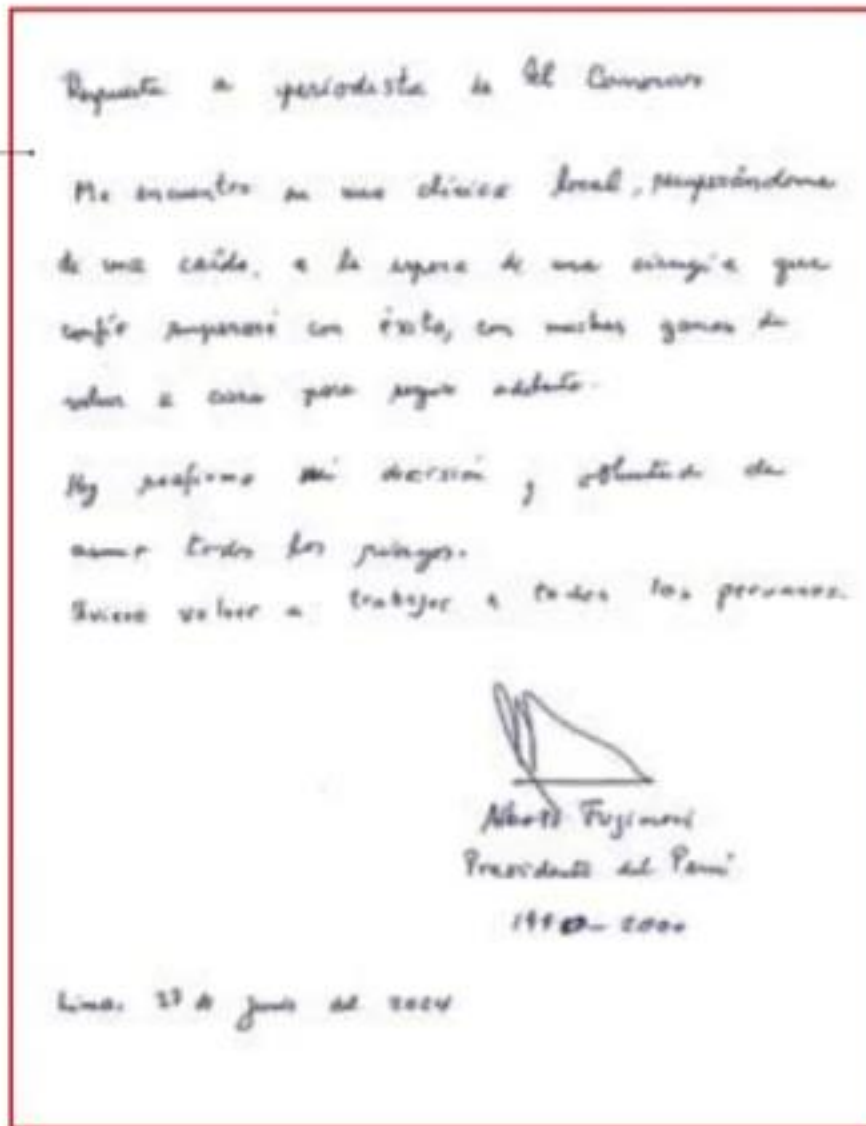 Respuesta a periodista de El Comercio
Me encuentro en una clínica local, recuperándome
de una caída, a la espera de una cirugía que
confío superaré con éxito, con muchas ganas de
volver a casa para seguir adelante.
Hoy reafirmo mi decisión y voluntad de
asumir todos los riesgos.
Quiero volver a trabajar a todos los peruanos.
Alberto Fujimori
Presidente del Perú
1990-2000
Lima, de junio del 2024